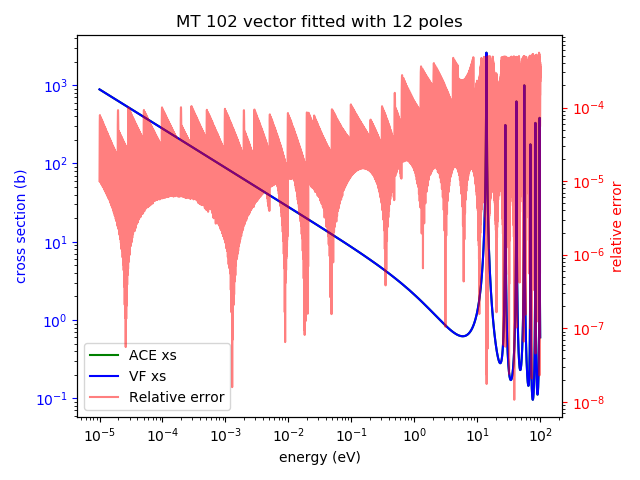 MT 102 vector fitted with 12 poles
cross section (b)
10³
10²
10¹
10⁰
10⁻¹
10⁻⁴
10⁻⁵
10⁻⁶
10⁻⁷
10⁻⁸
relative error
ACE xs
VF xs
Relative error
10⁻⁵ 10⁻⁴ 10⁻³ 10⁻² 10⁻¹ 10⁰ 10¹ 10²
energy (eV)